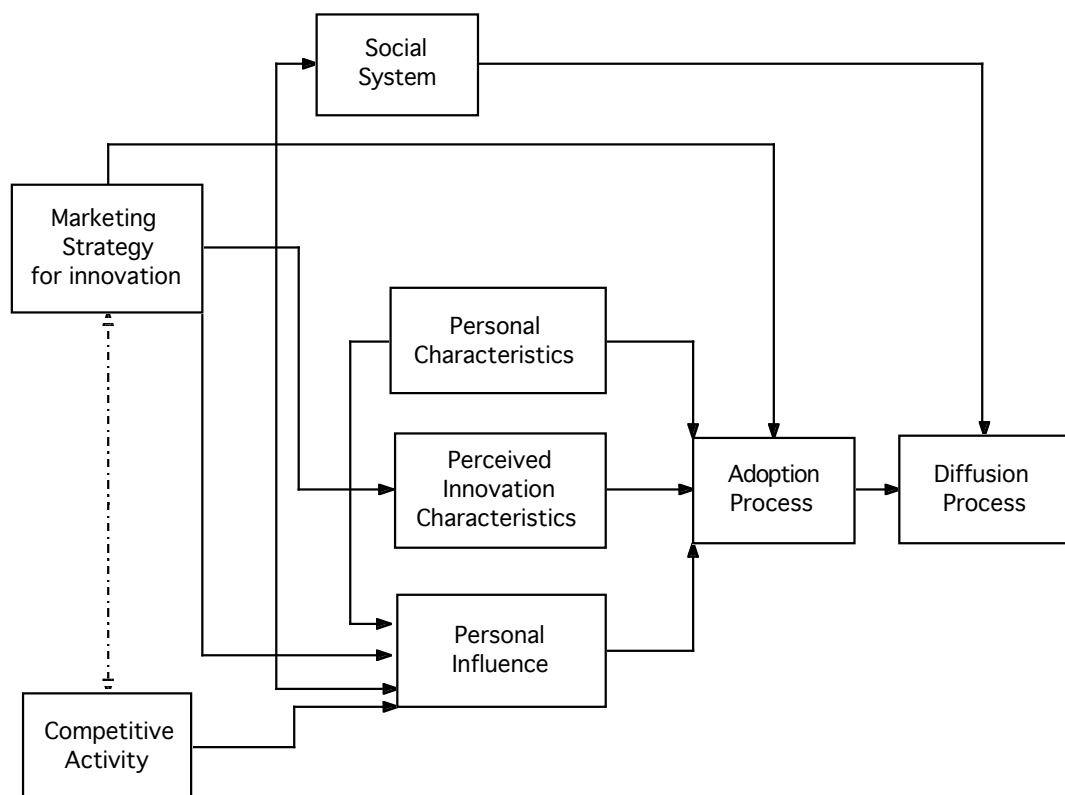 Social
System
Marketing
Strategy
for innovation
Personal
Characteristics
Perceived
Innovation
Characteristics
Adoption
Process
Diffusion
Process
Personal
Influence
Competitive
Activity